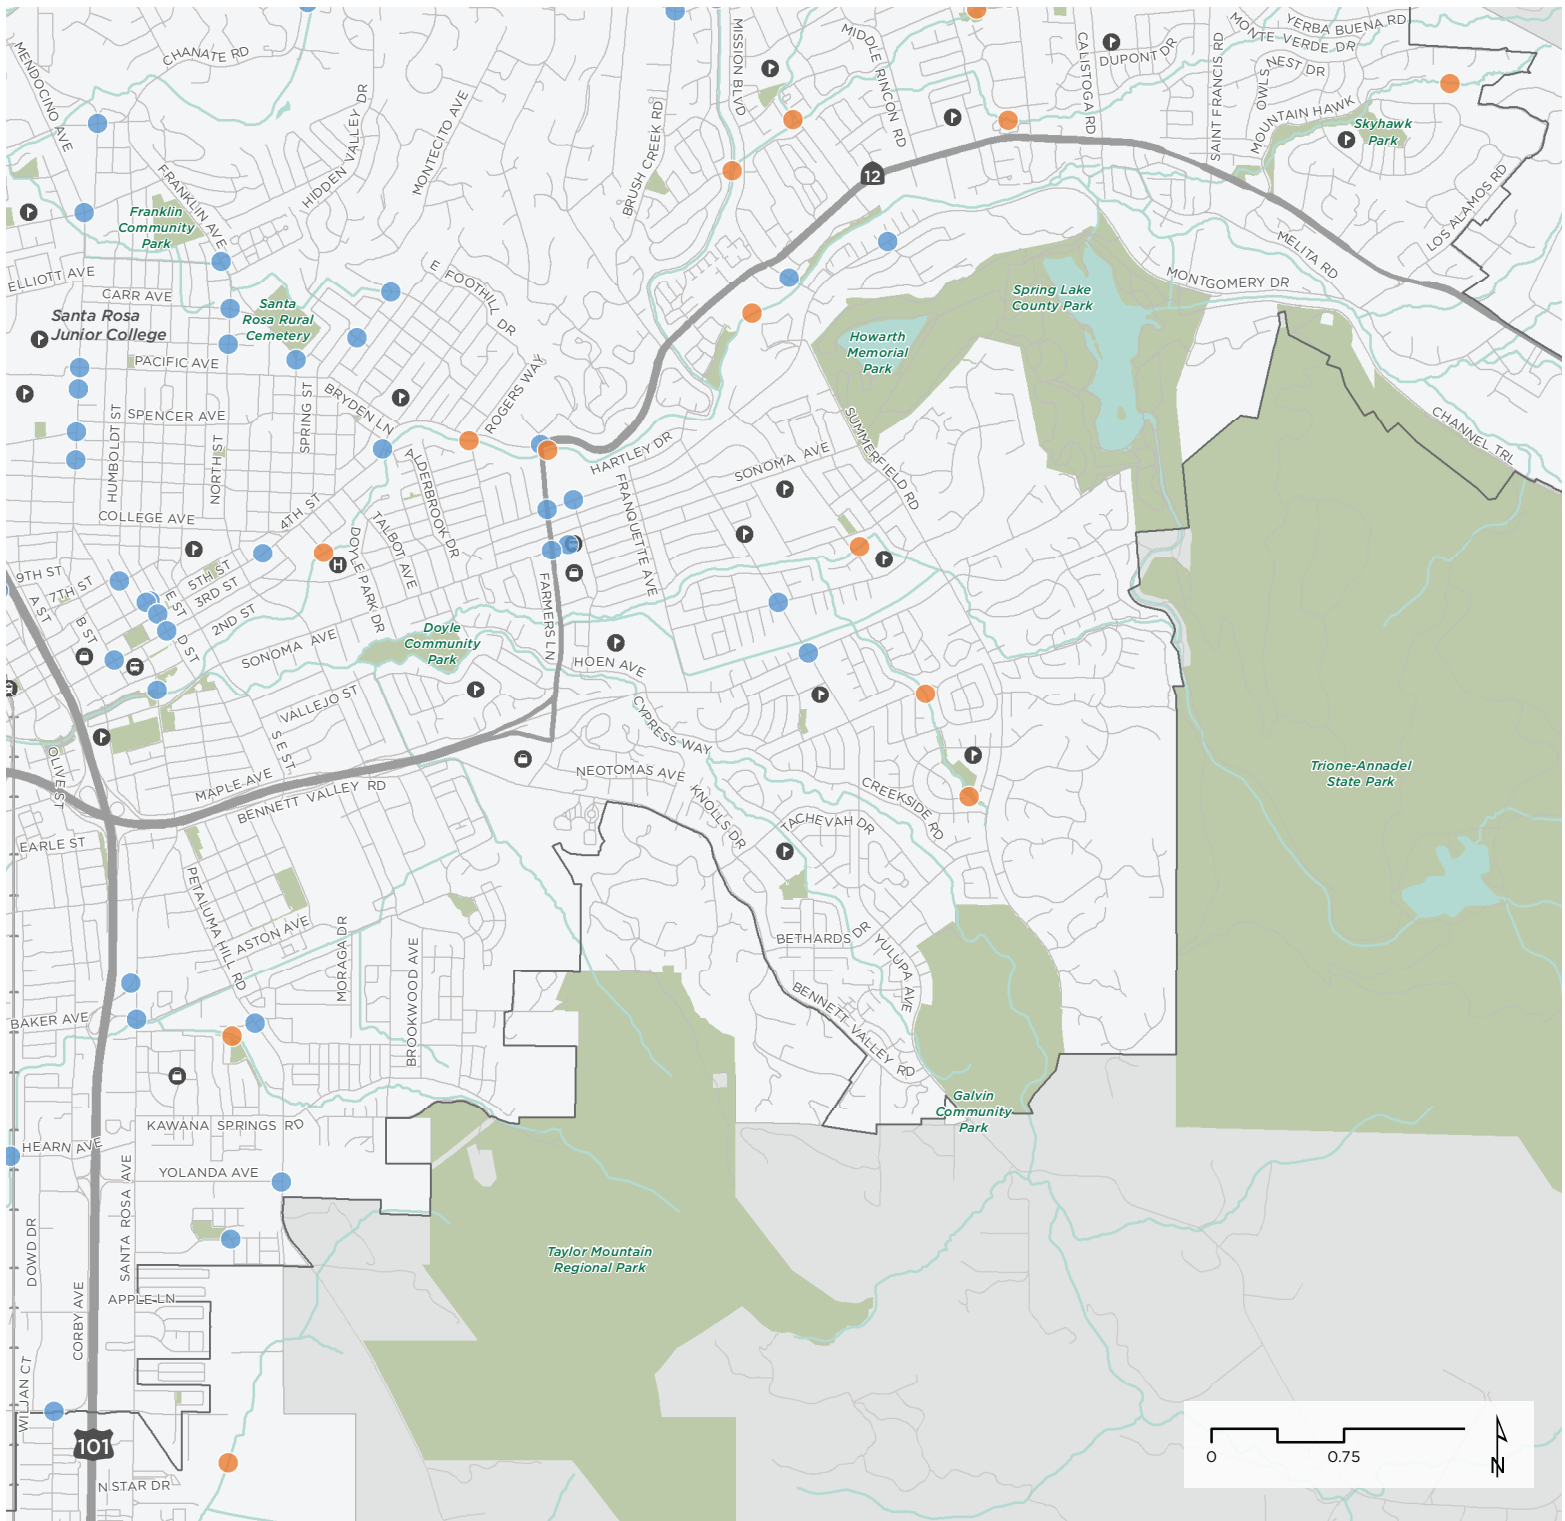 MENDOCINO AVE
CHANATE RD
MISSION BLVD
MIDDLE RINCON RD
CALISTOGA RD
DUPONT DR
SAINT FRANCIS RD
YERBA BUENA RD
MONTE VERDE DR
OWLS NEST DR
MOUNTAIN HAWK
Skyhawk
Park
LOS ALAMOS RD
FRANKLIN AVE
HIDDEN VALLEY DR
MONTECITO AVE
BRUSH CREEK RD
12
Franklin
Community
Park
MELITA RD
MONTGOMERY DR
ELLIOTT AVE
CARR AVE
E FOOTHILL DR
Spring Lake
County Park
Santa Rosa
Junior College
Santa
Rosa Rural
Cemetery
Howarth
Memorial
Park
PACIFIC AVE
ROGERS WAY
BRYDEN LN
SPENCER AVE
HUMBOLDT ST
NORTH ST
SPRING ST
SUMMERFIELD RD
CHANNEL TRL
HARTLEY DR
SONOMA AVE
ALDERBROOK DR
FRANQUETTE AVE
COLLEGE AVE
4TH ST
TALBOT AVE
DOYLE PARK DR
H
9TH ST
7TH ST
5TH ST
3RD ST
2ND ST
A ST
B ST
E ST
D ST
FARMERS LN
SONOMA AVE
Doyle
Community
Park
HOEN AVE
VALLEJO ST
CYPRESS WAY
S E ST
OLIVE ST
MAPLE AVE
BENNETT VALLEY RD
NEOTOMAS AVE
KNOLLS DR
CREEKSIDE RD
TACHEVAH DR
Trione-Annadel
State Park
EARLE ST
PETALUMA HILL RD
ASTON AVE
MORAGA DR
BROOKWOOD AVE
BETHARDS DR
YULUPA AVE
BENNETT VALLEY RD
BAKER AVE
Galvin
Community
Park
KAWANA SPRINGS RD
HEARN AVE
YOLANDA AVE
SANTA ROSA AVE
DOWD DR
Taylor Mountain
Regional Park
APPLE LN
CORBY AVE
WILJAN CT
101
N STAR DR
0
0.75
N